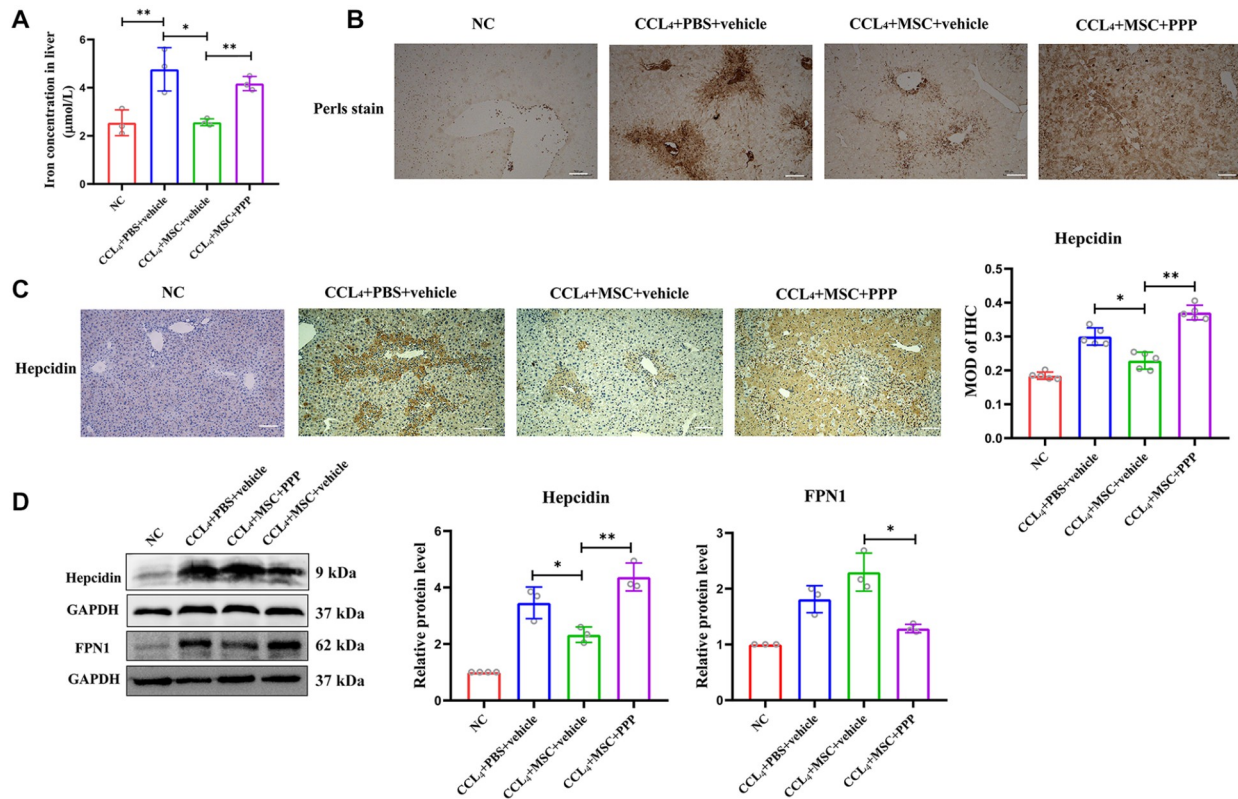 A
Iron concentration in liver
(μmol/L)
6
4
2
0
** * **
NC
CCL₄+PBS+vehicle
CCL₄+MSC+vehicle
CCL₄+MSC+PPP
B
NC CCL₄+PBS+vehicle CCL₄+MSC+vehicle CCL₄+MSC+PPP
Perls stain
C
NC CCL₄+PBS+vehicle CCL₄+MSC+vehicle CCL₄+MSC+PPP
Hepcidin
Hepcidin
MOD of IHC
0.5
0.4
0.3
0.2
0.1
0.0
* **
NC
CCL₄+PBS+vehicle
CCL₄+MSC+vehicle
CCL₄+MSC+PPP
D
NC CCL₄+PBS+vehicle CCL₄+MSC+PPP CCL₄+MSC+vehicle
Hepcidin 9 kDa
GAPDH 37 kDa
FPN1 62 kDa
GAPDH 37 kDa
Hepcidin
Relative protein level
6
4
2
0
* **
NC
CCL₄+PBS+vehicle
CCL₄+MSC+vehicle
CCL₄+MSC+PPP
FPN1
Relative protein level
3
2
1
0
*
NC
CCL₄+PBS+vehicle
CCL₄+MSC+vehicle
CCL₄+MSC+PPP